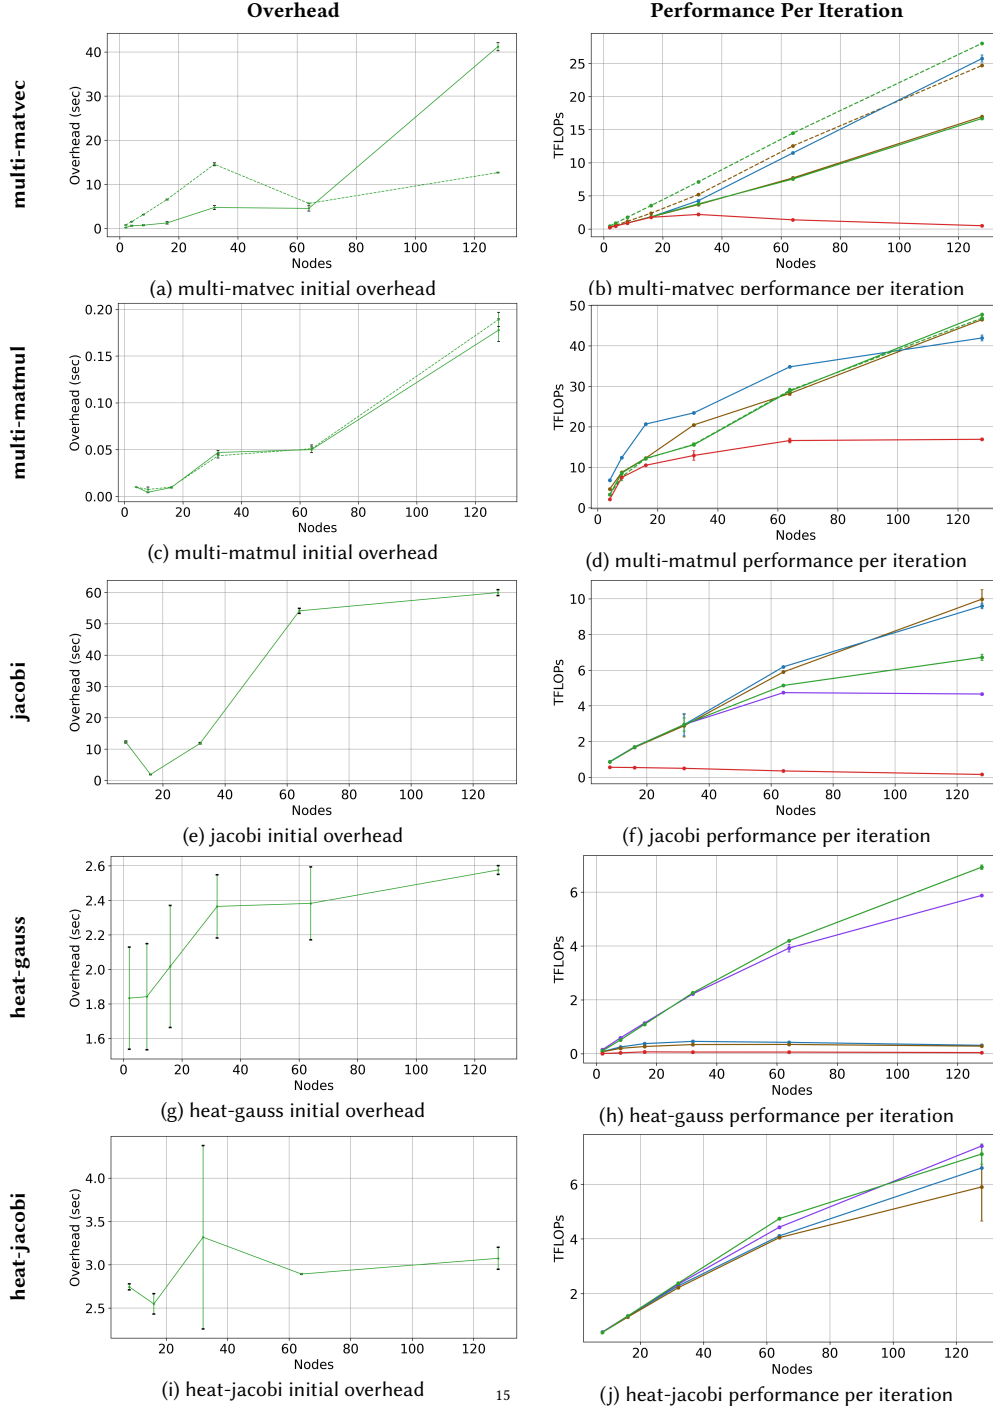 Overhead
Performance Per Iteration
multi-matvec
Overhead (sec)
40
30
20
10
0
0 20 40 60 80 100 120
Nodes
(a) multi-matvec initial overhead
TFLOPs
25
20
15
10
5
0
0 20 40 60 80 100 120
Nodes
(b) multi-matvec performance per iteration
multi-matmul
Overhead (sec)
0.20
0.15
0.10
0.05
0.00
0 20 40 60 80 100 120
Nodes
(c) multi-matmul initial overhead
TFLOPs
50
40
30
20
10
0
0 20 40 60 80 100 120
Nodes
(d) multi-matmul performance per iteration
jacobi
Overhead (sec)
60
50
40
30
20
10
0
20 40 60 80 100 120
Nodes
(e) jacobi initial overhead
TFLOPs
10
8
6
4
2
0
20 40 60 80 100 120
Nodes
(f) jacobi performance per iteration
heat-gauss
Overhead (sec)
2.6
2.4
2.2
2.0
1.8
1.6
0 20 40 60 80 100 120
Nodes
(g) heat-gauss initial overhead
TFLOPs
6
4
2
0
0 20 40 60 80 100 120
Nodes
(h) heat-gauss performance per iteration
heat-jacobi
Overhead (sec)
4.0
3.5
3.0
2.5
20 40 60 80 100 120
Nodes
(i) heat-jacobi initial overhead
TFLOPs
6
4
2
20 40 60 80 100 120
Nodes
(j) heat-jacobi performance per iteration
15